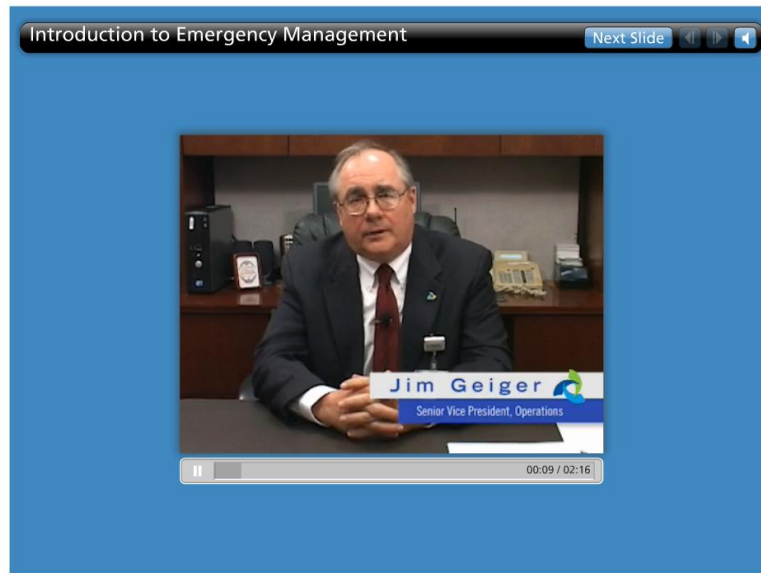 Introduction to Emergency Management
Next Slide
Jim Geiger
Senior Vice President, Operations
00:09 / 02:16